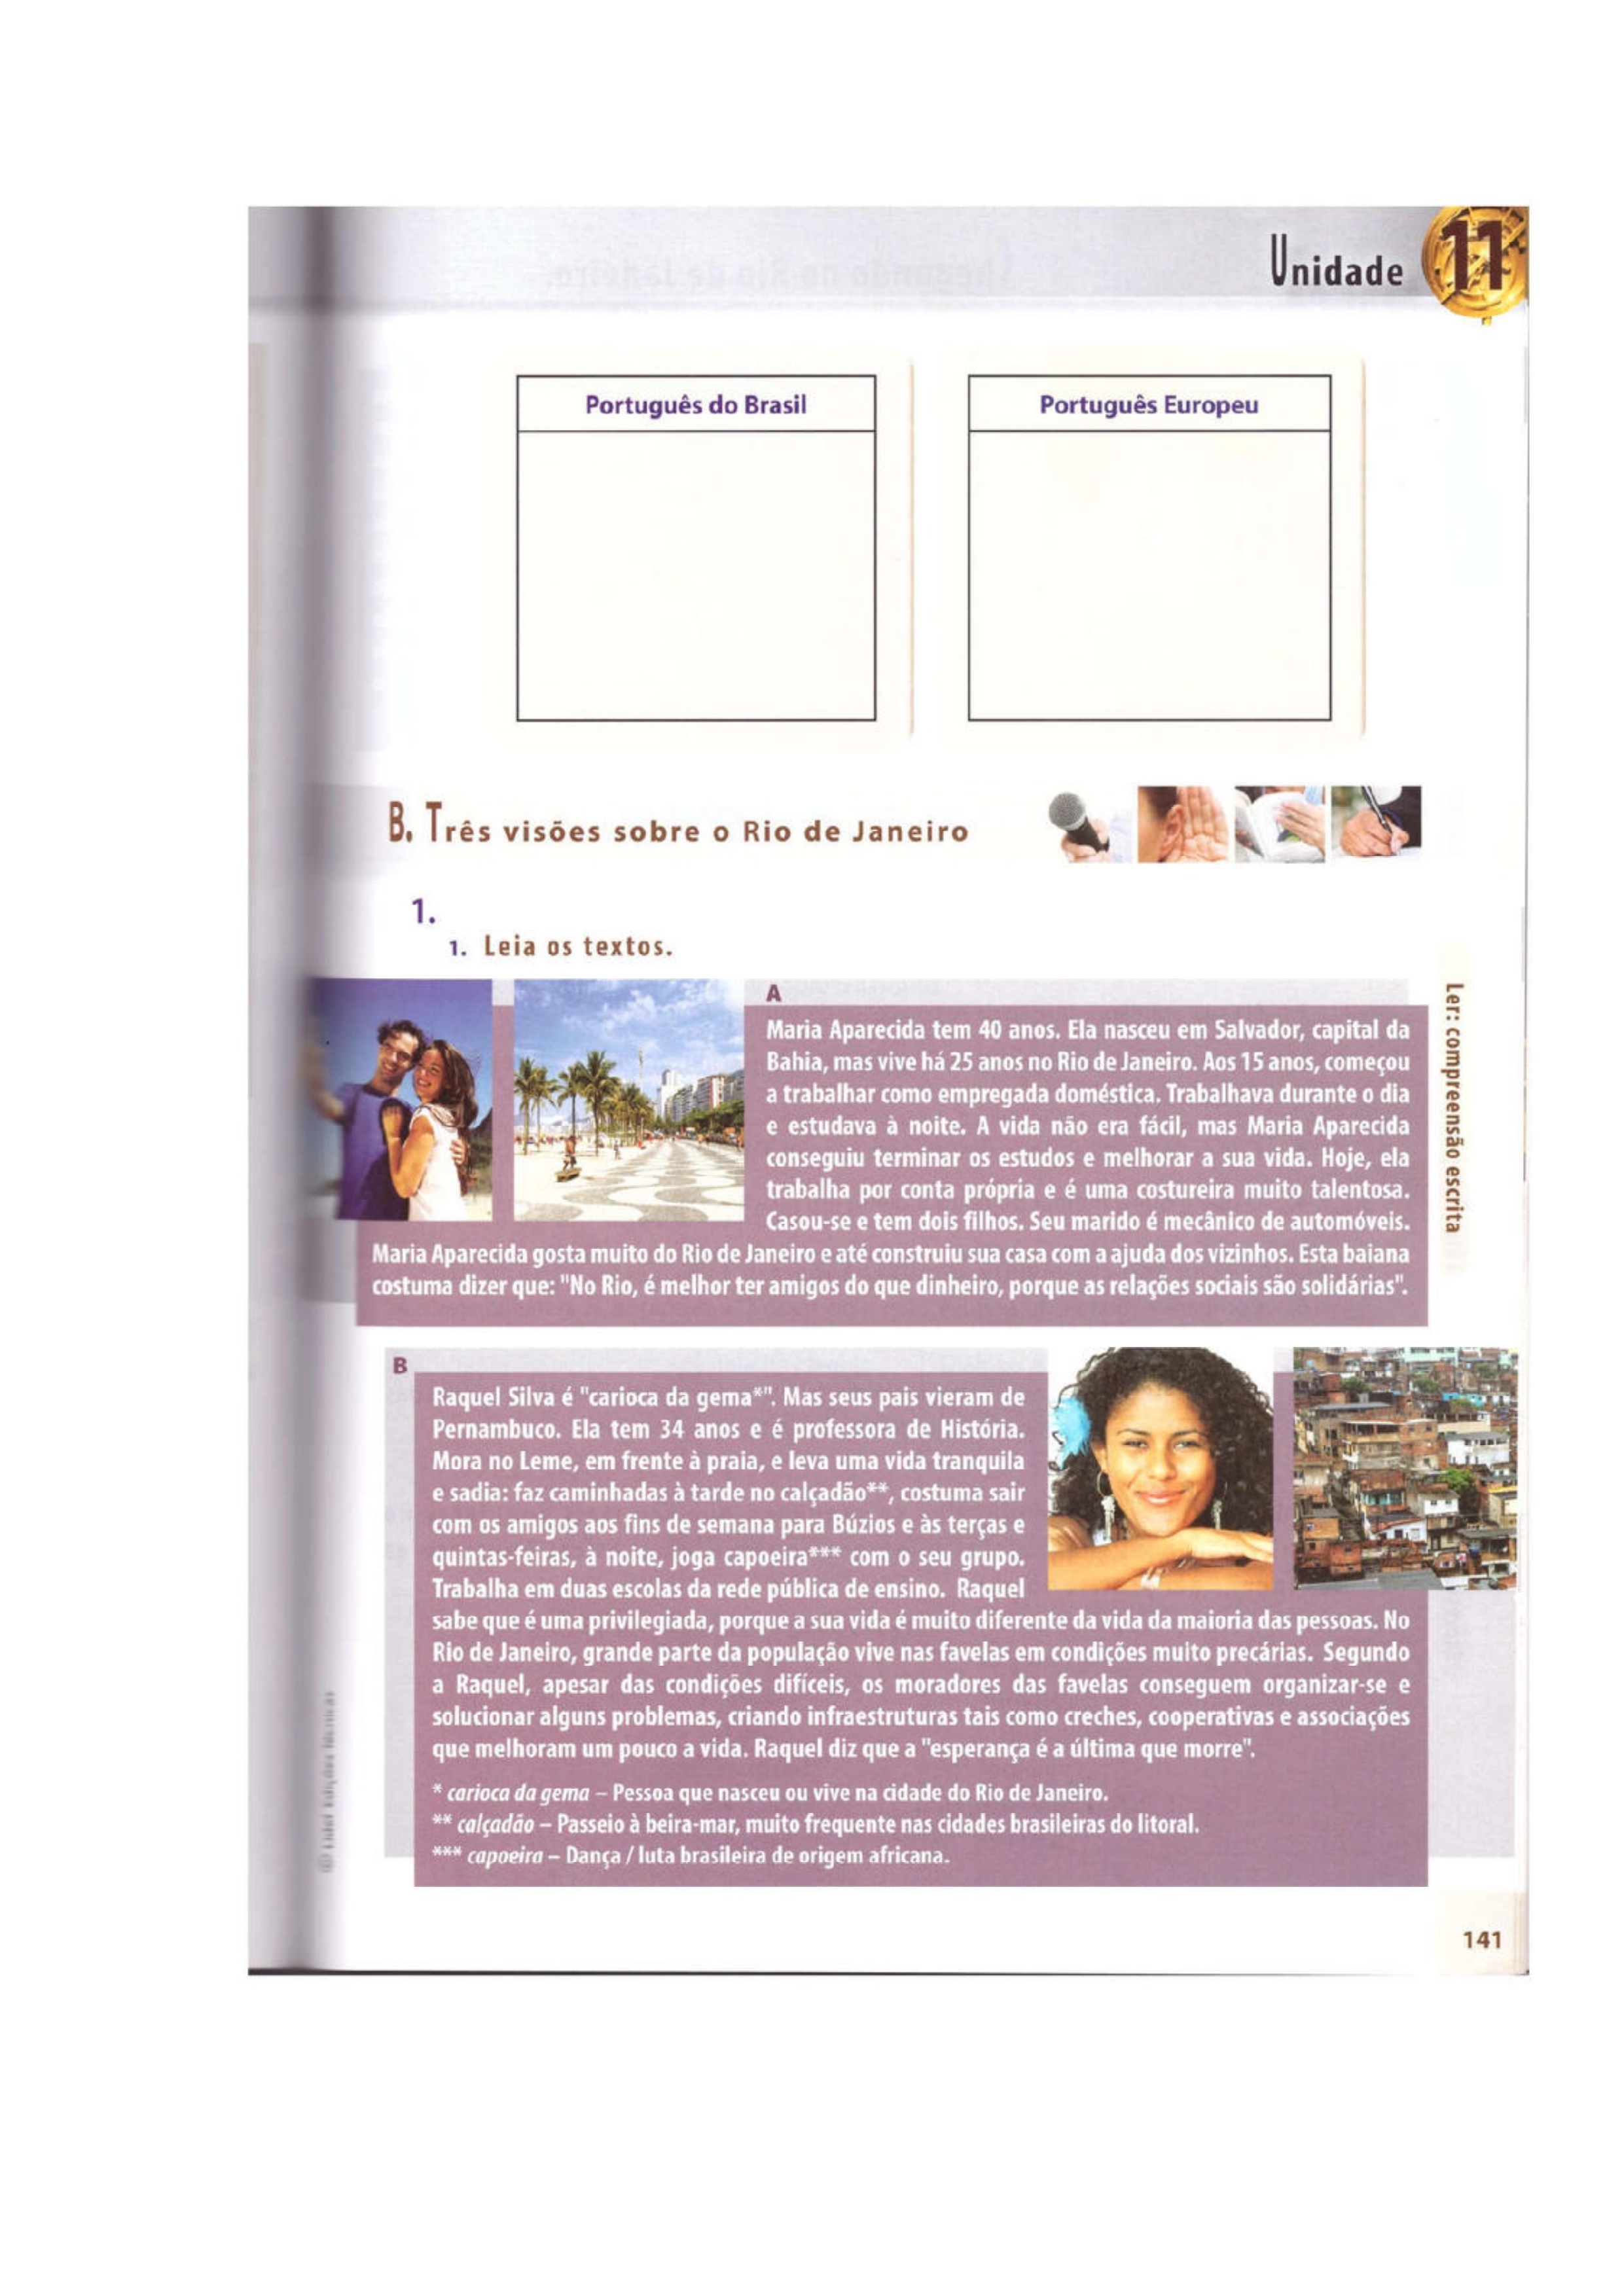 Unidade 11
Português do Brasil
Português Europeu
B. Três visões sobre o Rio de Janeiro
1.
1. Leia os textos.
A
Maria Aparecida tem 40 anos. Ela nasceu em Salvador, capital da
Bahia, mas vive há 25 anos no Rio de Janeiro. Aos 15 anos, começou
a trabalhar como empregada doméstica. Trabalhava durante o dia
e estudava à noite. A vida não era fácil, mas Maria Aparecida
conseguiu terminar os estudos e melhorar a sua vida. Hoje, ela
trabalha por conta própria e é uma costureira muito talentosa.
Casou-se e tem dois filhos. Seu marido é mecânico de automóveis.
Maria Aparecida gosta muito do Rio de Janeiro e até construiu sua casa com a ajuda dos vizinhos. Esta baiana
costuma dizer que: "No Rio, é melhor ter amigos do que dinheiro, porque as relações sociais são solidárias".
Ler: compreensão escrita
B
Raquel Silva é "carioca da gema*". Mas seus pais vieram de
Pernambuco. Ela tem 34 anos e é professora de História.
Mora no Leme, em frente à praia, e leva uma vida tranquila
e sadia: faz caminhadas à tarde no calçadão**, costuma sair
com os amigos aos fins de semana para Búzios e às terças e
quintas-feiras, à noite, joga capoeira*** com o seu grupo.
Trabalha em duas escolas da rede pública de ensino. Raquel
sabe que é uma privilegiada, porque a sua vida é muito diferente da vida da maioria das pessoas. No
Rio de Janeiro, grande parte da população vive nas favelas em condições muito precárias. Segundo
a Raquel, apesar das condições difíceis, os moradores das favelas conseguem organizar-se e
solucionar alguns problemas, criando infraestruturas tais como creches, cooperativas e associações
que melhoram um pouco a vida. Raquel diz que a "esperança é a última que morre".
* carioca da gema – Pessoa que nasceu ou vive na cidade do Rio de Janeiro.
** calçadão – Passeio à beira-mar, muito frequente nas cidades brasileiras do litoral.
*** capoeira – Dança / luta brasileira de origem africana.
141